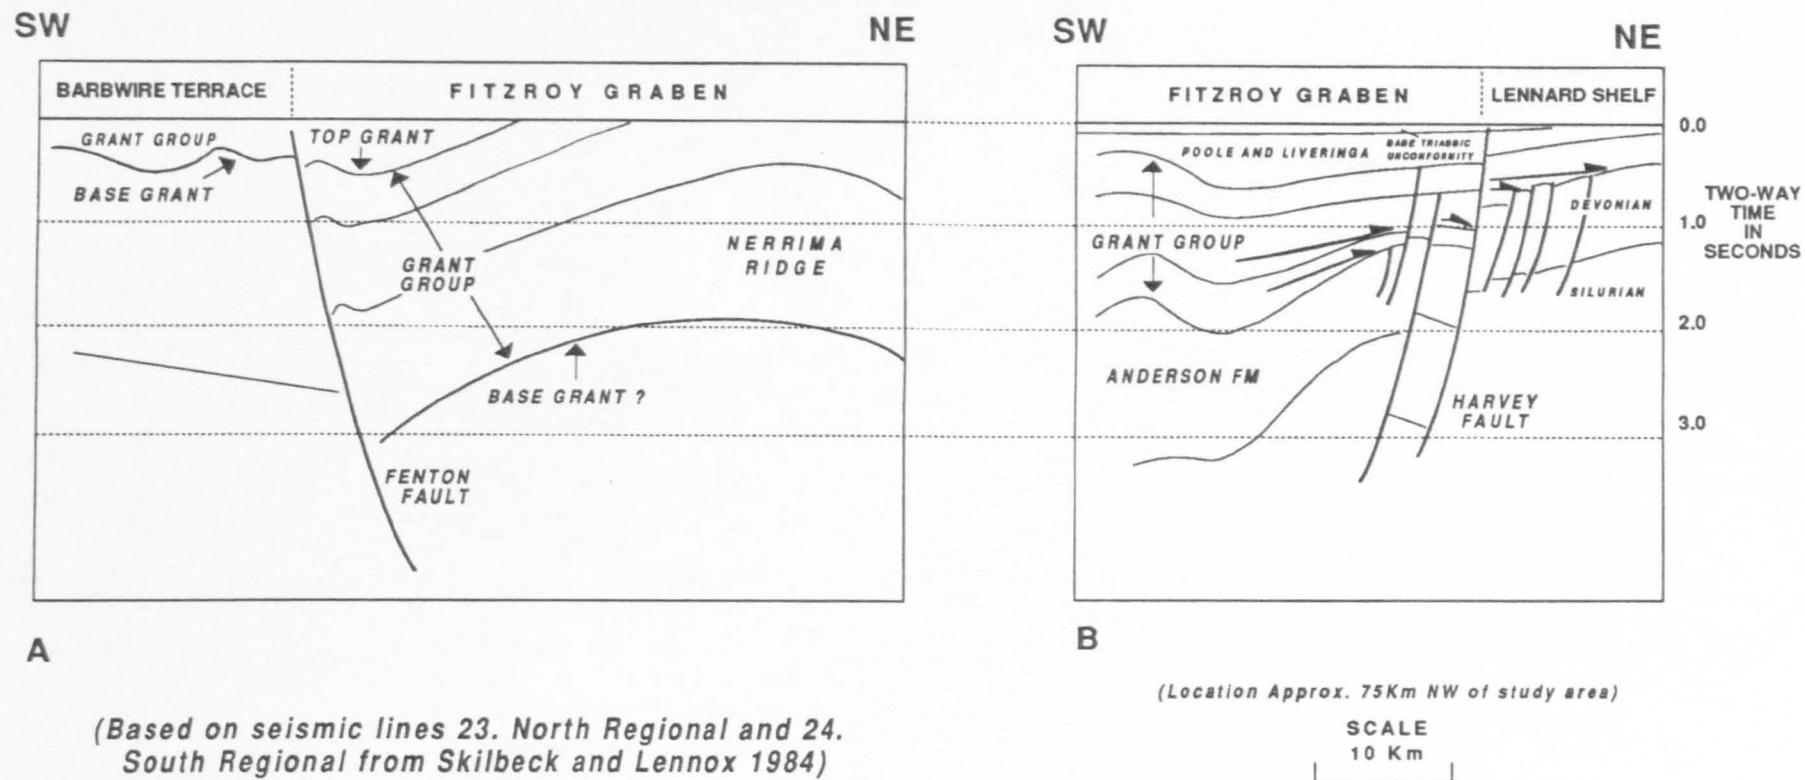 SW
NE
BARBWIRE TERRACE
FITZROY GRABEN
GRANT GROUP
TOP GRANT
BASE GRANT
NERRIMA
RIDGE
GRANT
GROUP
BASE GRANT ?
FENTON
FAULT
A
(Based on seismic lines 23. North Regional and 24.
South Regional from Skilbeck and Lennox 1984)
SW
NE
FITZROY GRABEN
LENNARD SHELF
0.0
POOLE AND LIVERINGA
BASE TRIASSIC
UNCONFORMITY
DEVONIAN
TWO-WAY
TIME
IN
SECONDS
1.0
GRANT GROUP
SILURIAN
2.0
ANDERSON FM
HARVEY
FAULT
3.0
B
(Location Approx. 75Km NW of study area)
SCALE
10 Km